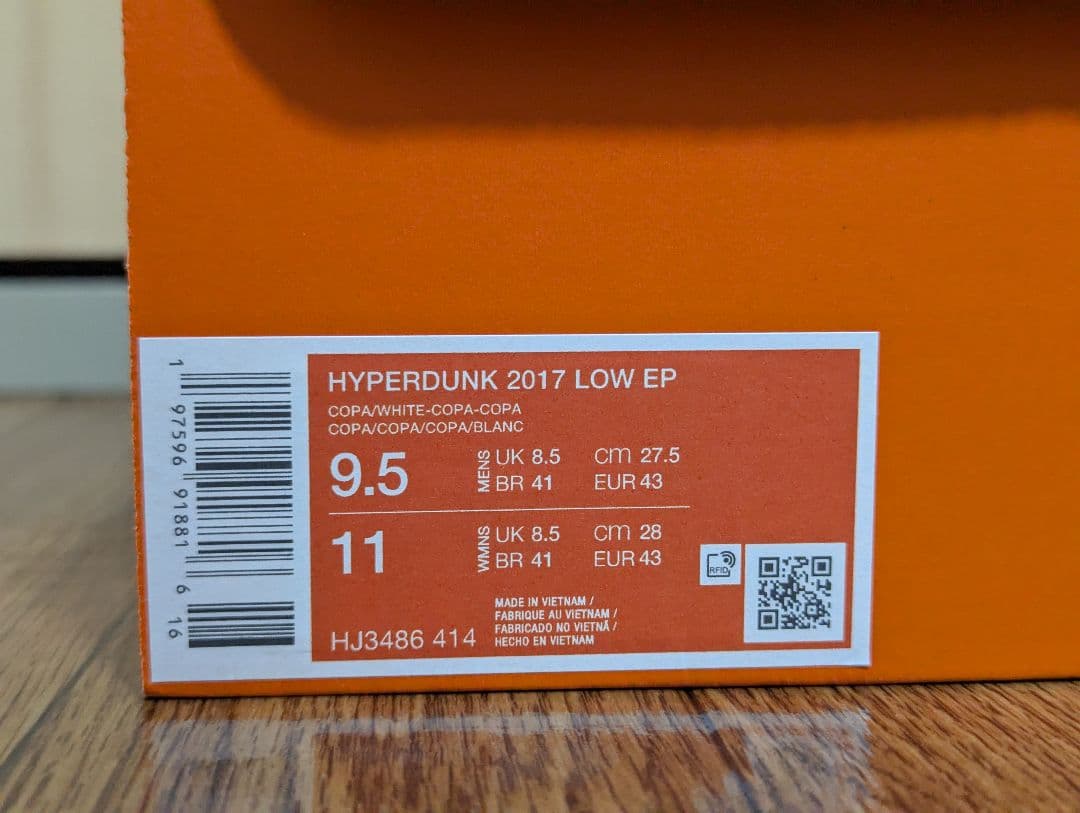 HYPERDUNK 2017 LOW EP
COPA/WHITE-COPA-COPA
COPA/COPA/COPA/BLANC
9.5
MENS
UK 8.5 cm 27.5
BR 41 EUR 43
11
WMNS
UK 8.5 cm 28
BR 41 EUR 43
RFID
MADE IN VIETNAM /
FABRIQUE AU VIETNAM /
FABRICADO NO VIETNÃ /
HECHO EN VIETNAM
HJ3486 414
1 97596 91881 6 16